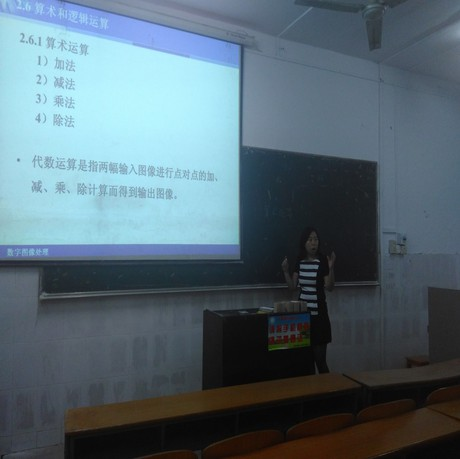 2.6 算术和逻辑运算
2.6.1 算术运算
1）加法
2）减法
3）乘法
4）除法
• 代数运算是指两幅输入图像进行点对点的加、
减、乘、除计算而得到输出图像。
数字图像处理